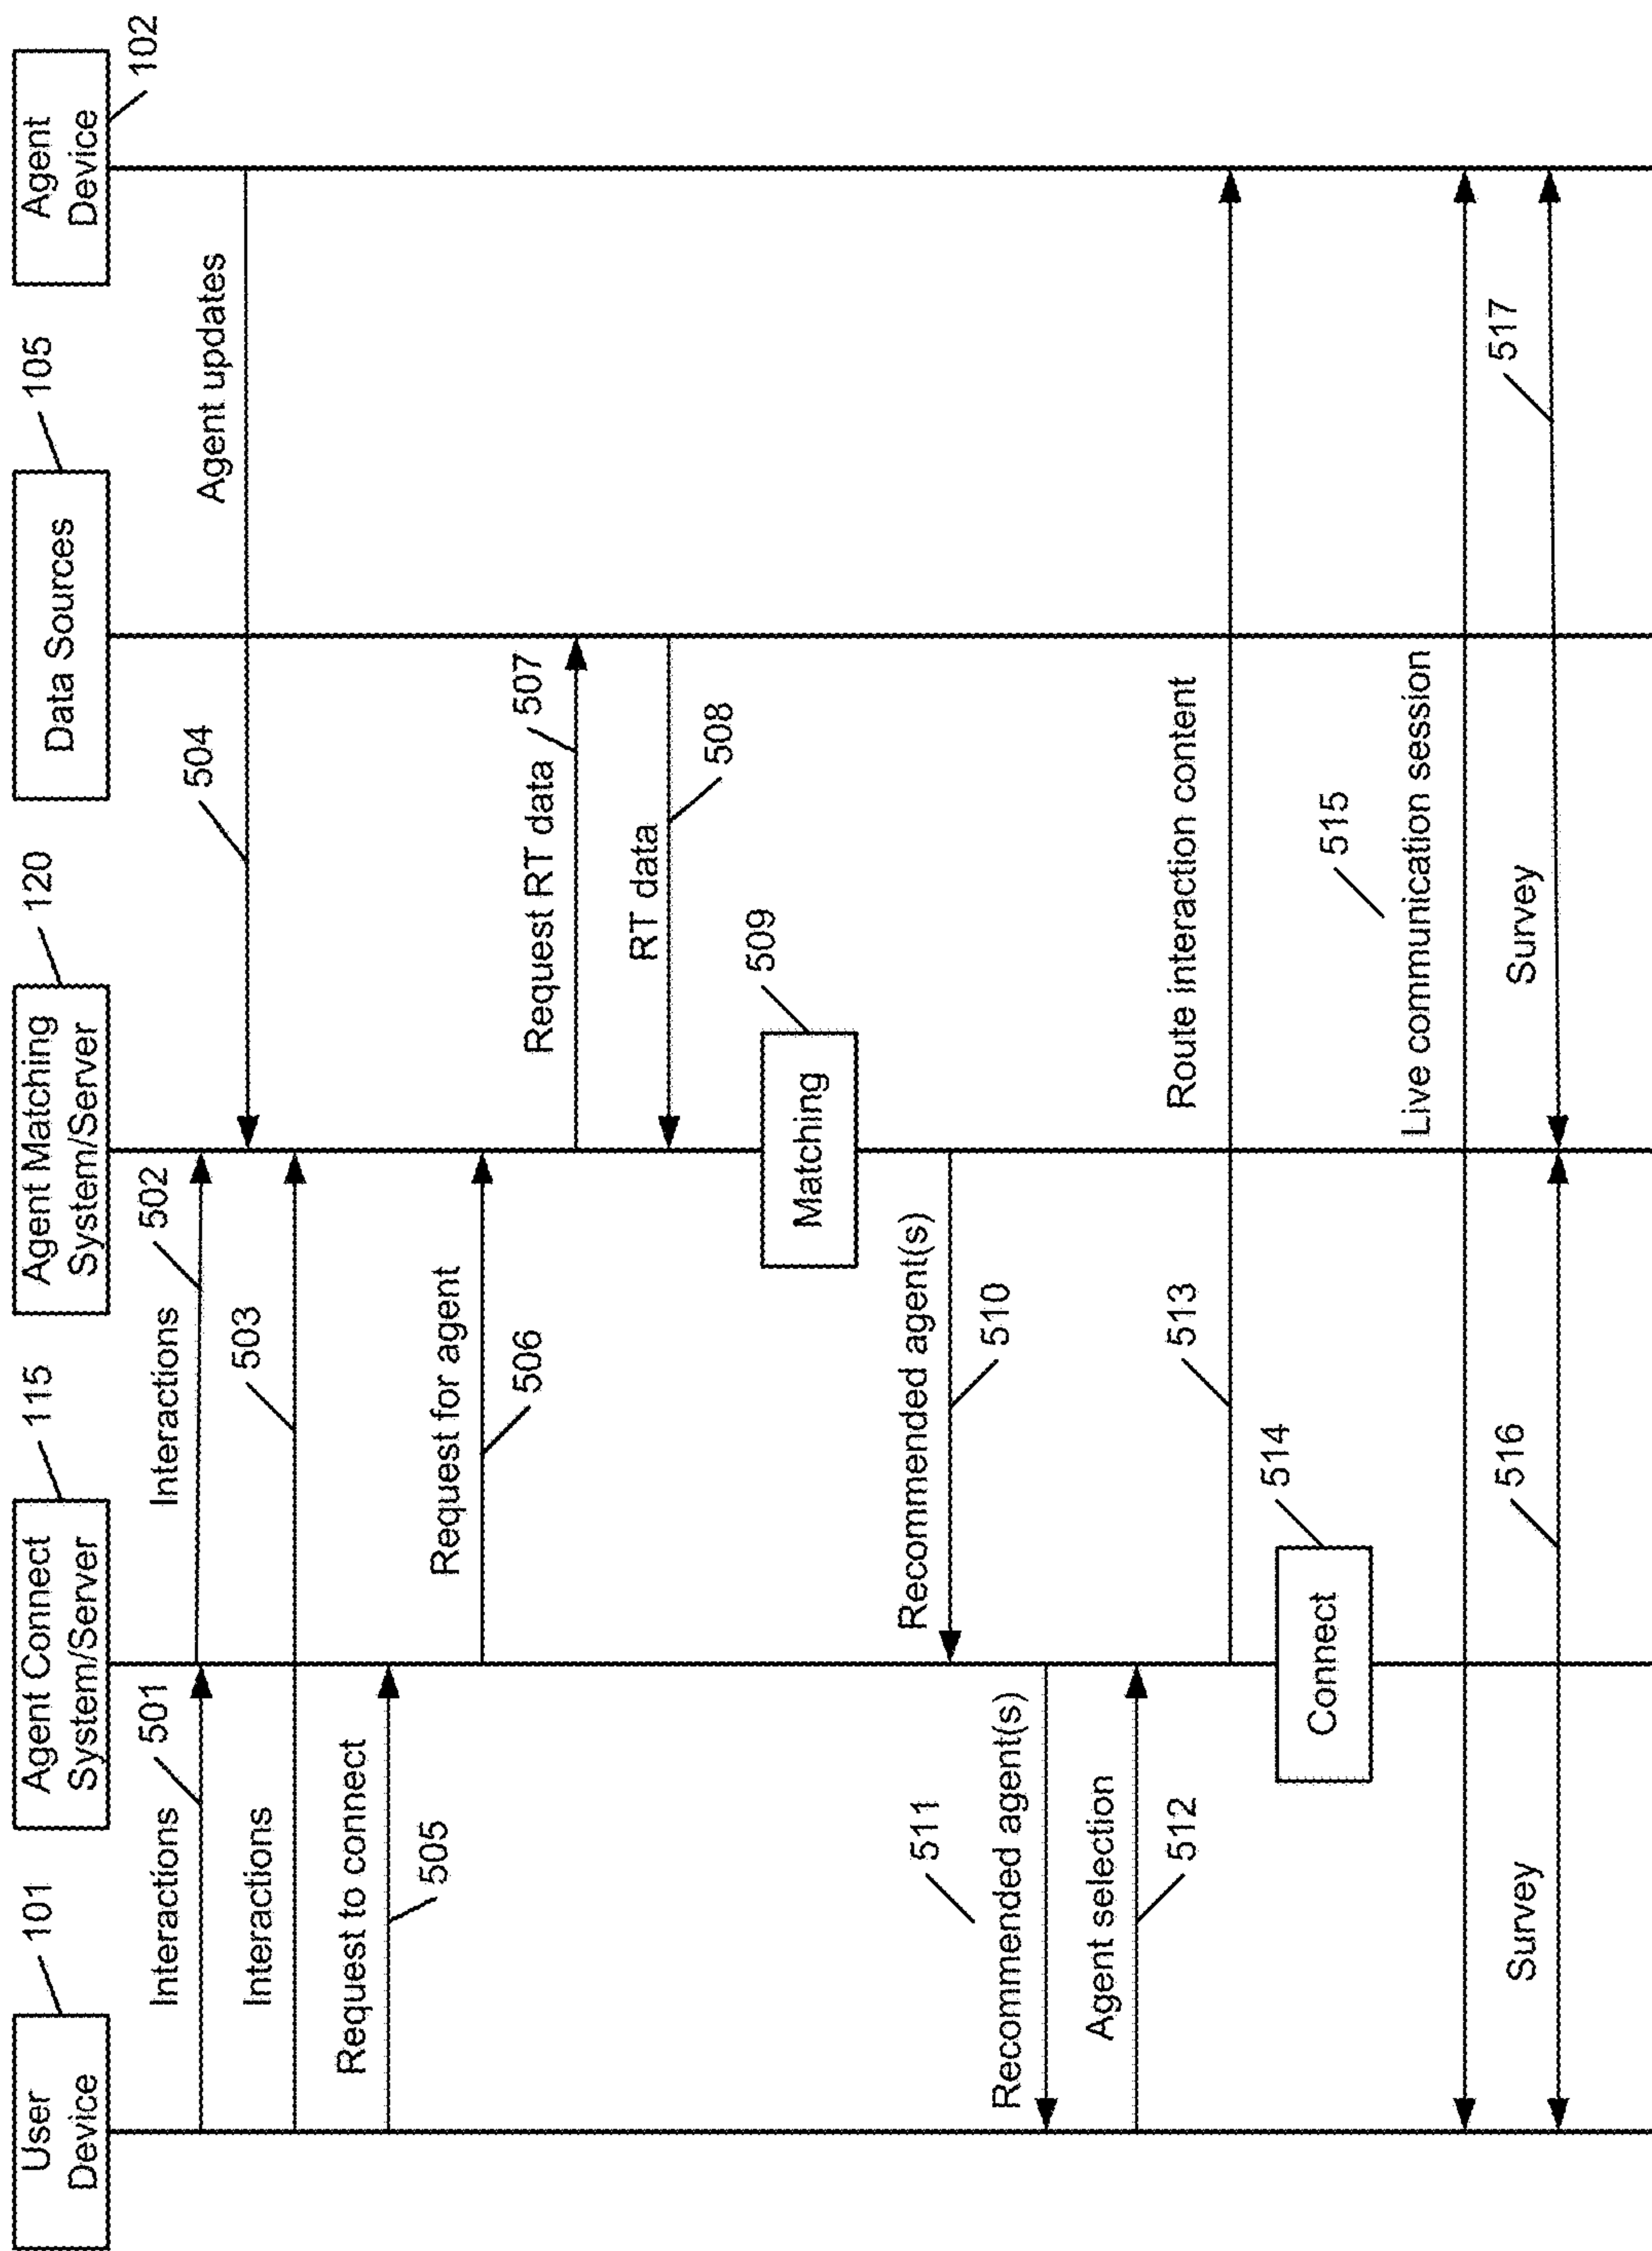 User
Device
101
Agent Connect
System/Server
115
Agent Matching
System/Server
120
Data Sources
105
Agent
Device
102
Interactions
501
Interactions
502
Interactions
503
Agent updates
504
Request to connect
505
Request for agent
506
Request RT data
507
RT data
508
Matching
509
Recommended agent(s)
510
Recommended agent(s)
511
Agent selection
512
Route interaction content
513
Connect
514
Live communication session
515
Survey
516
Survey
517